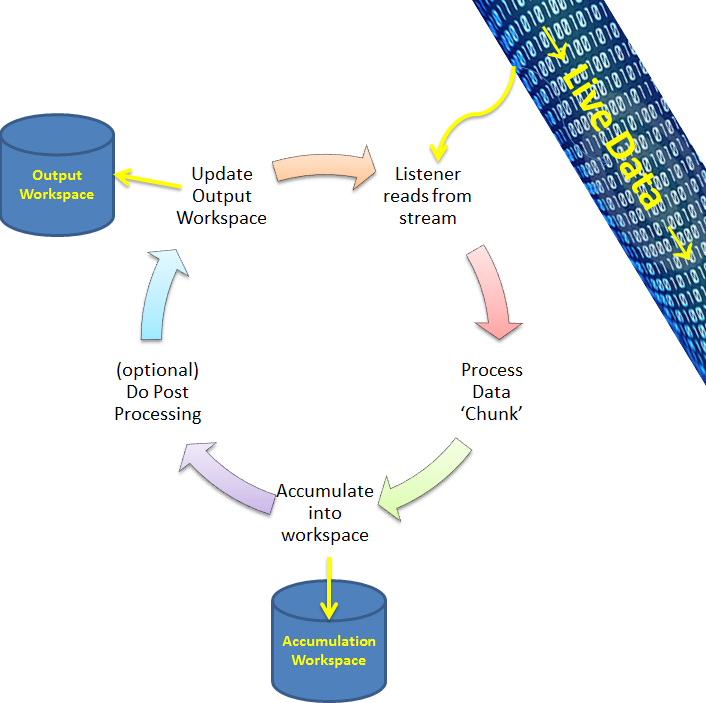 Live Data
Output
Workspace
Update
Output
Workspace
Listener
reads from
stream
(optional)
Do Post
Processing
Process
Data
‘Chunk’
Accumulate
into
workspace
Accumulation
Workspace